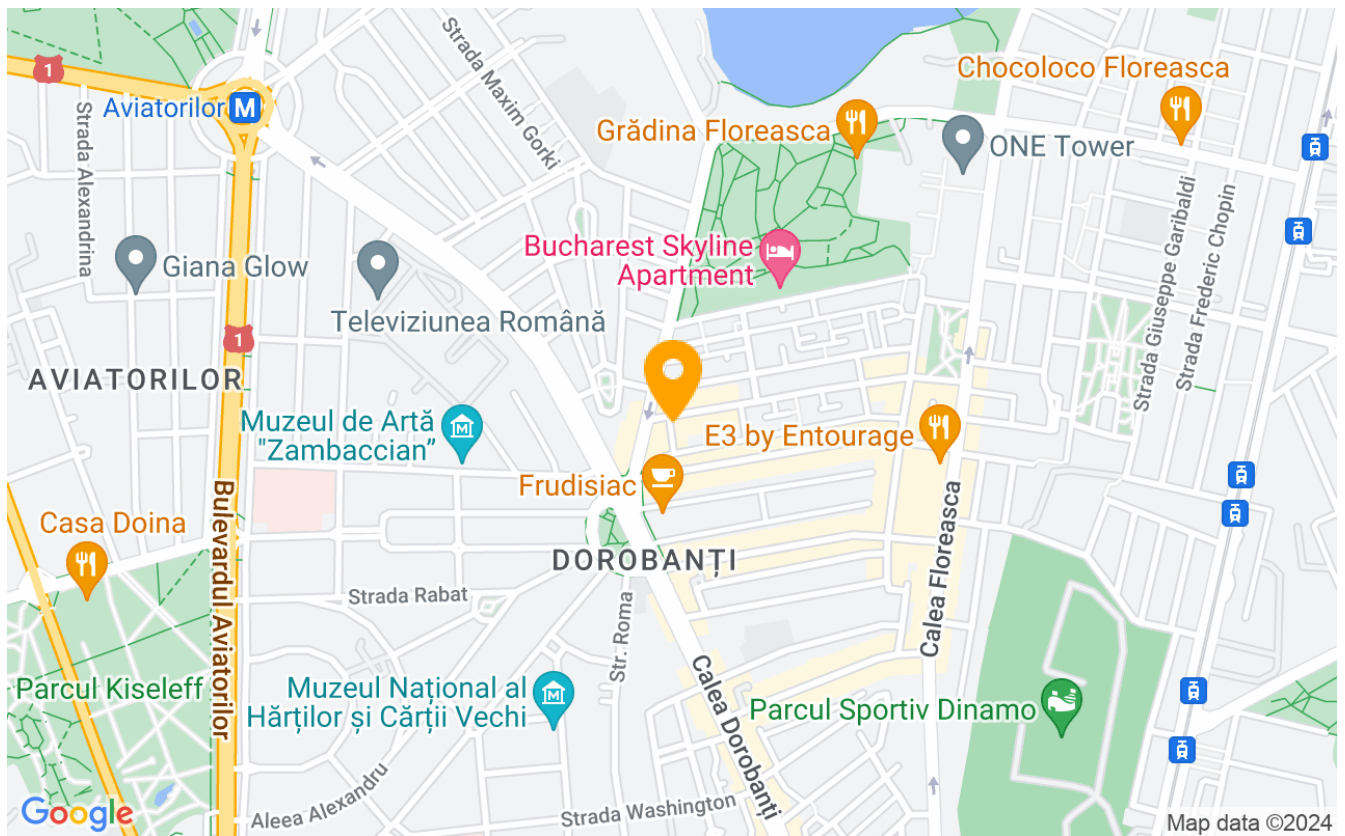 Strada Maxim Gorki
Chocoloco Floreasca
1
Aviatorilor
M
Strada Alexandrina
Grădina Floreasca
ONE Tower
Strada Giuseppe Garibaldi
Strada Frederic Chopin
Bucharest Skyline
Apartment
Giana Glow
Televiziunea Română
1
AVIATORILOR
Muzeul de Artă
"Zambaccian”
E3 by Entourage
Frudisiac
Casa Doina
Bulevardul Aviatorilor
DOROBANȚI
Calea Floreasca
Strada Rabat
Str. Roma
Parcul Kiseleff
Muzeul Național al
Hărților și Cărții Vechi
Calea Dorobanți
Parcul Sportiv Dinamo
Aleea Alexandru
Strada Washington
Google
Map data ©2024